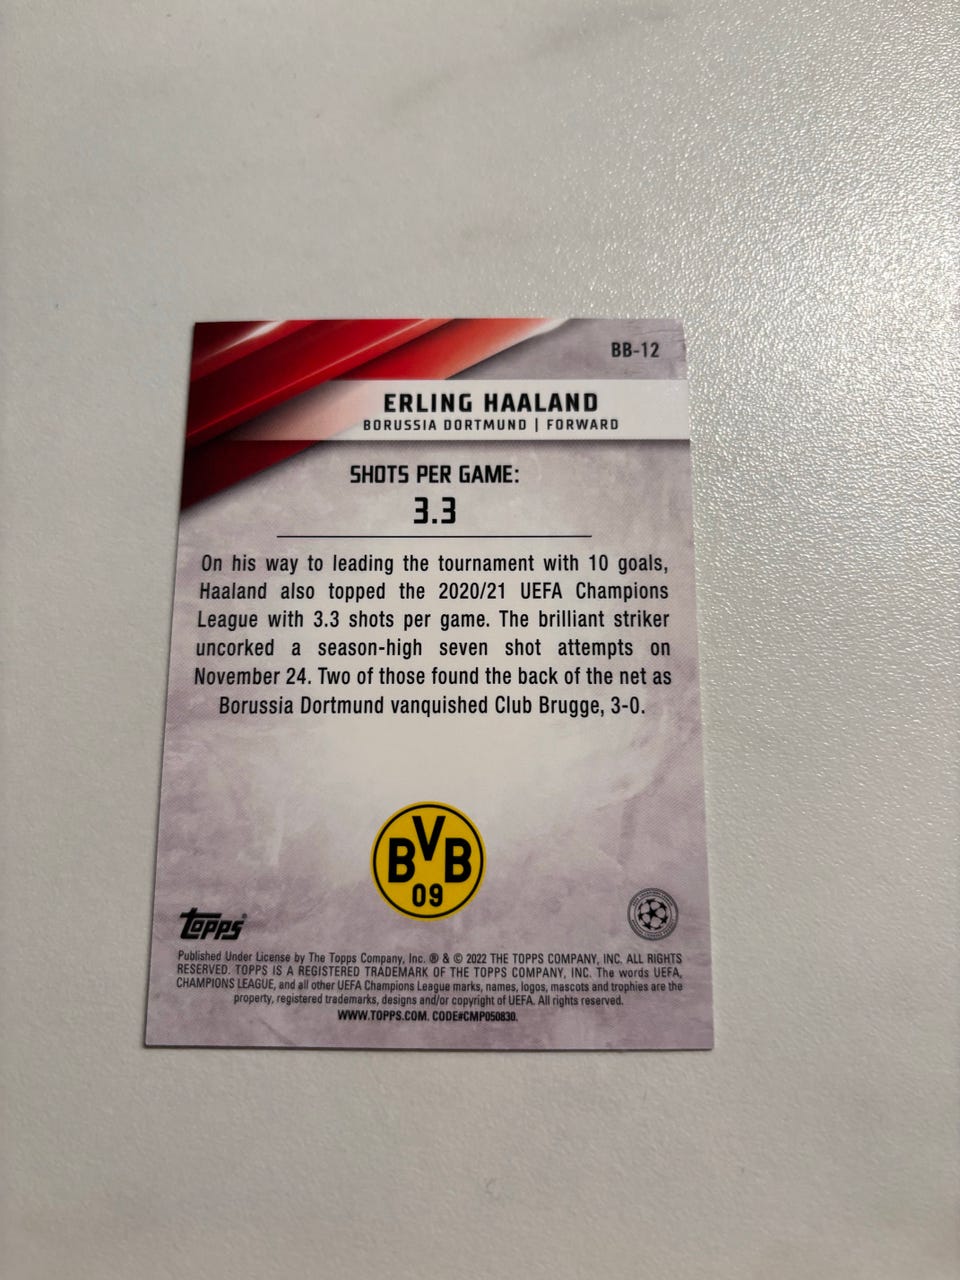 BB-12
ERLING HAALAND
BORUSSIA DORTMUND | FORWARD
SHOTS PER GAME:
3.3
On his way to leading the tournament with 10 goals,
Haaland also topped the 2020/21 UEFA Champions
League with 3.3 shots per game. The brilliant striker
uncorked a season-high seven shot attempts on
November 24. Two of those found the back of the net as
Borussia Dortmund vanquished Club Brugge, 3-0.
BVB
09
Topps®
Published Under License by The Topps Company, Inc. ® & © 2022 THE TOPPS COMPANY, INC. ALL RIGHTS
RESERVED. TOPPS IS A REGISTERED TRADEMARK OF THE TOPPS COMPANY, INC. The words UEFA,
CHAMPIONS LEAGUE, and all other UEFA Champions League marks, names, logos, mascots and trophies are the
property, registered trademarks, designs and/or copyright of UEFA. All rights reserved.
WWW.TOPPS.COM. CODE#CMP050830.